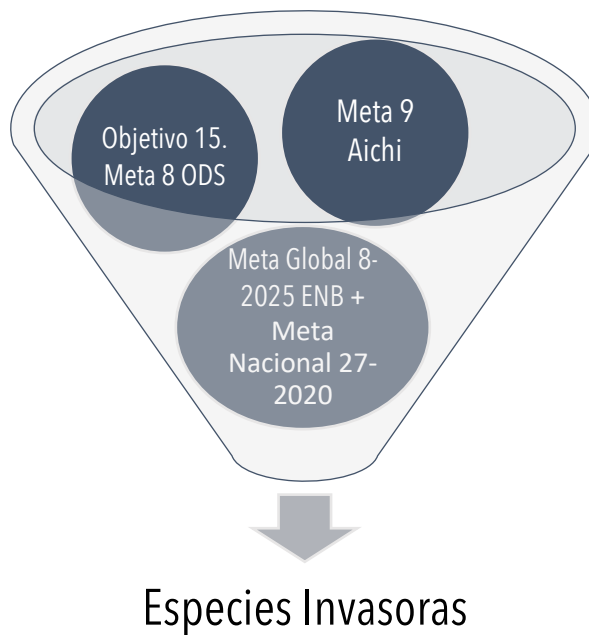 Objetivo 15.
Meta 8 ODS
Meta 9
Aichi
Meta Global 8-
2025 ENB +
Meta
Nacional 27-
2020
Especies Invasoras